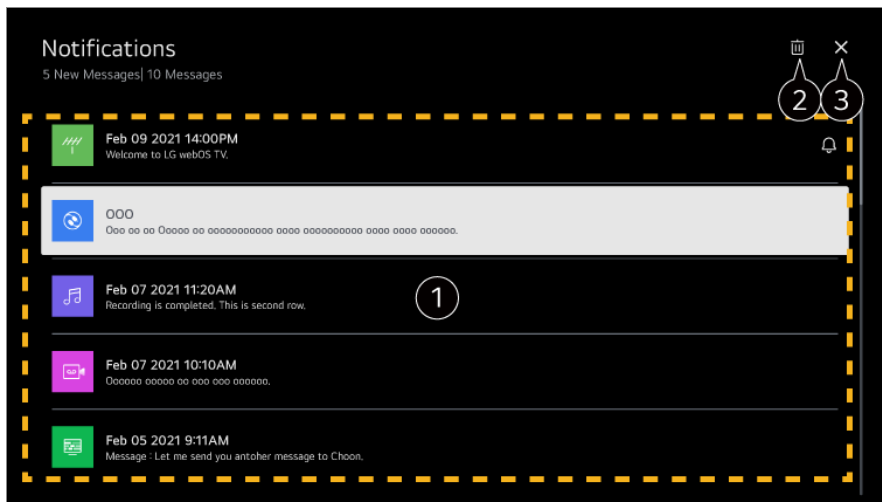 Notifications
5 New Messages| 10 Messages
2 3
Feb 09 2021 14:00PM
Welcome to LG webOS TV.
OOO
Ooo oo oo Ooooo oo ooooooooooo oooo oooooooooo oooo oooo oooooo.
Feb 07 2021 11:20AM
Recording is completed. This is second row.
1
Feb 07 2021 10:10AM
Oooooo ooooo oo ooo ooo oooooo.
Feb 05 2021 9:11AM
Message : Let me send you antoher message to Choon.